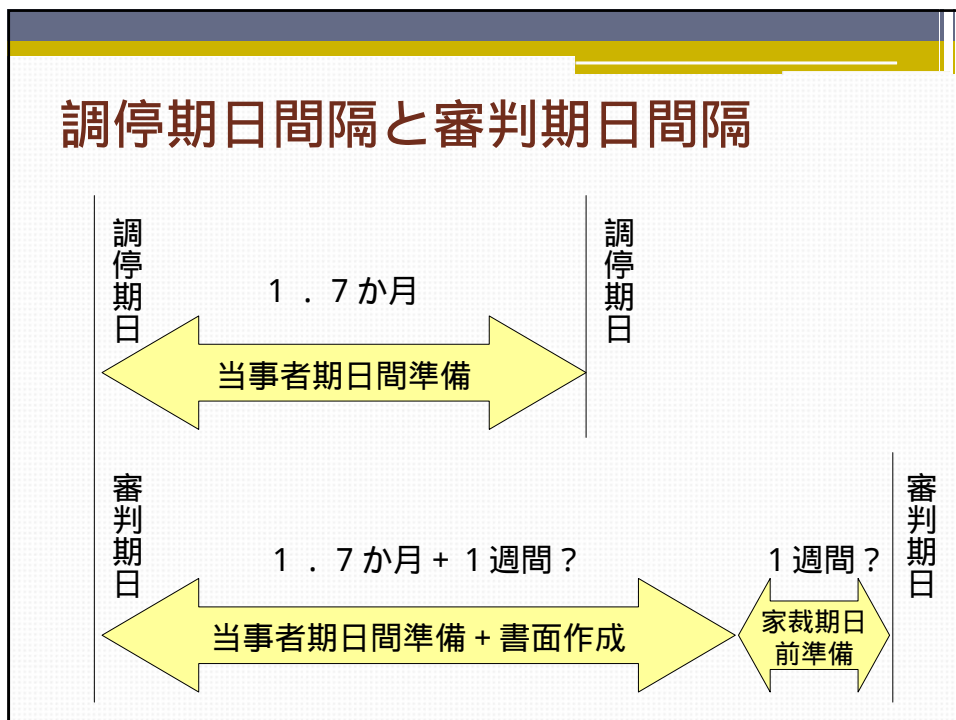 調停期日間隔と審判期日間隔
調停期日
調停期日
１．７か月
当事者期日間準備
審判期日
審判期日
１．７か月+１週間？
１週間？
当事者期日間準備+書面作成
家裁期日
前準備